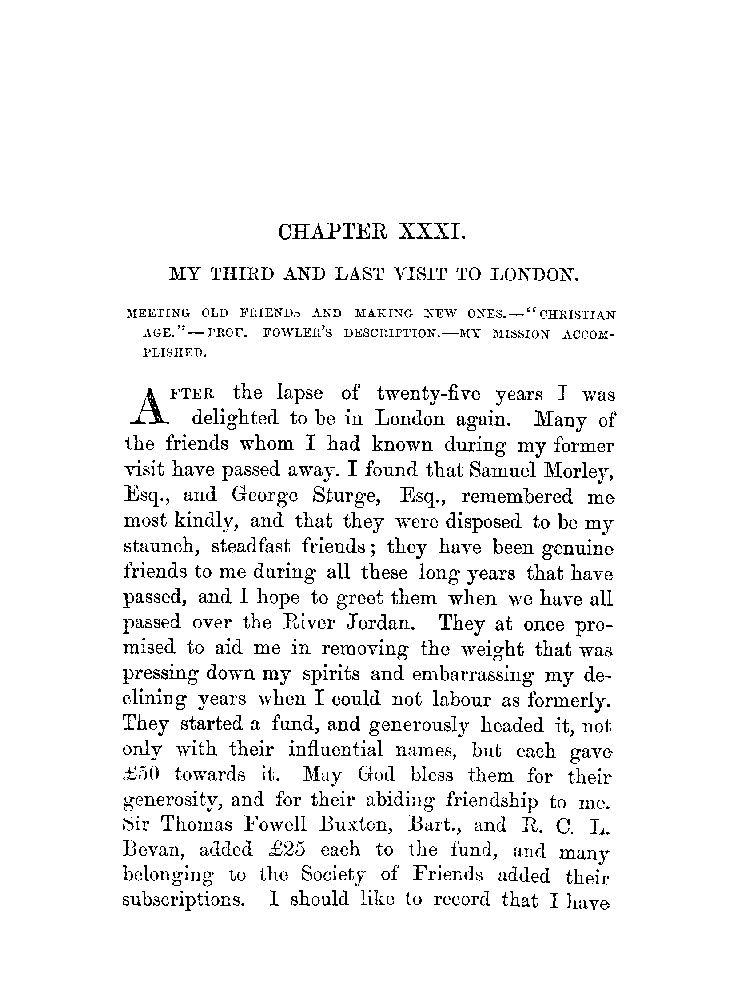 CHAPTER XXXI.
MY THIRD AND LAST VISIT TO LONDON.
MEETING OLD FRIENDS AND MAKING NEW ONES.—"CHRISTIAN
AGE."—PROF. FOWLER'S DESCRIPTION.—MY MISSION ACCOM-
PLISHED.
AFTER the lapse of twenty-five years I was
delighted to be in London again. Many of
the friends whom I had known during my former
visit have passed away. I found that Samuel Morley,
Esq., and George Sturge, Esq., remembered me
most kindly, and that they were disposed to be my
staunch, steadfast friends; they have been genuine
friends to me during all these long years that have
passed, and I hope to greet them when we have all
passed over the River Jordan. They at once pro-
mised to aid me in removing the weight that was
pressing down my spirits and embarrassing my de-
clining years when I could not labour as formerly.
They started a fund, and generously headed it, not
only with their influential names, but each gave
£50 towards it. May God bless them for their
generosity, and for their abiding friendship to me.
Sir Thomas Fowell Buxton, Bart., and R. C. L.
Bevan, added £25 each to the fund, and many
belonging to the Society of Friends added their
subscriptions. I should like to record that I have